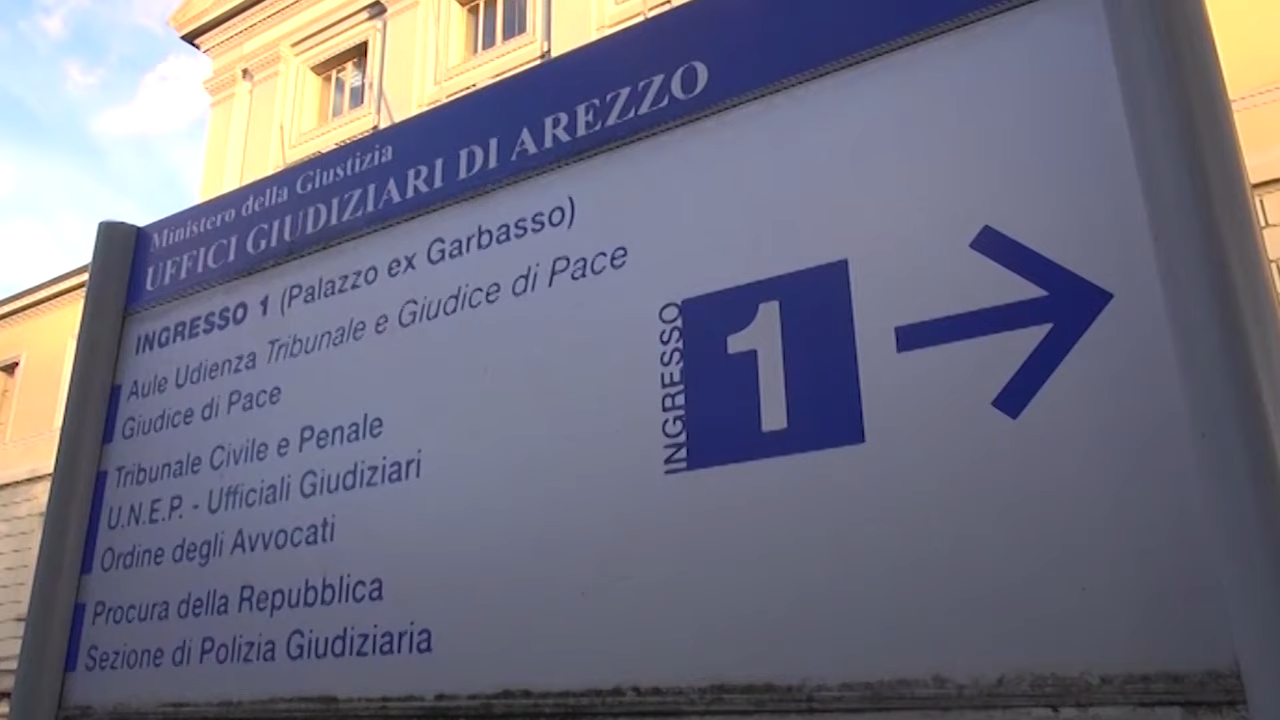 Ministero della Giustizia
UFFICI GIUDIZIARI DI AREZZO
INGRESSO 1 (Palazzo ex Garbasso)
Aule Udienza Tribunale e Giudice di Pace
Giudice di Pace
Tribunale Civile e Penale
U.N.E.P. - Ufficiali Giudiziari
Ordine degli Avvocati
Procura della Repubblica
Sezione di Polizia Giudiziaria
INGRESSO
1